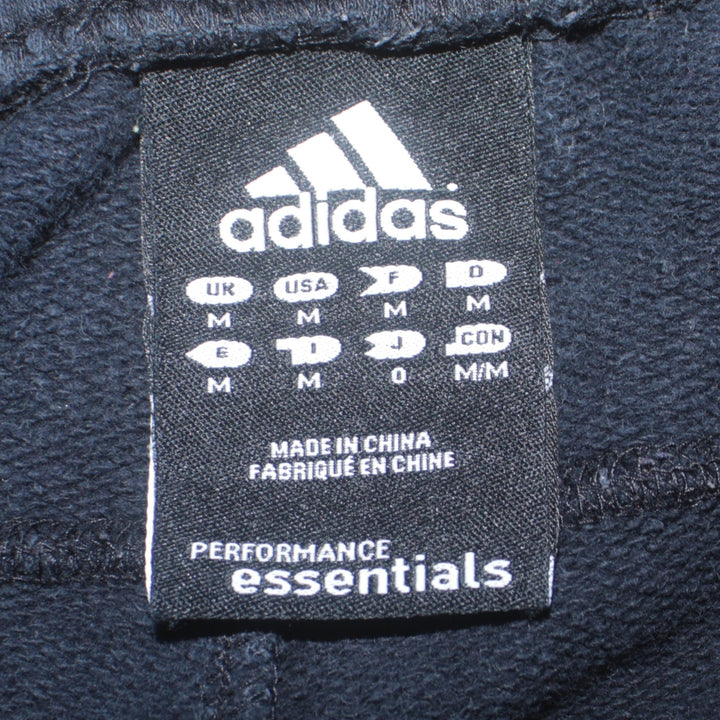 adidas
UK USA F D
M M M M
E I J CON
M M O M/M
MADE IN CHINA
FABRIQUÉ EN CHINE
PERFORMANCE
essentials